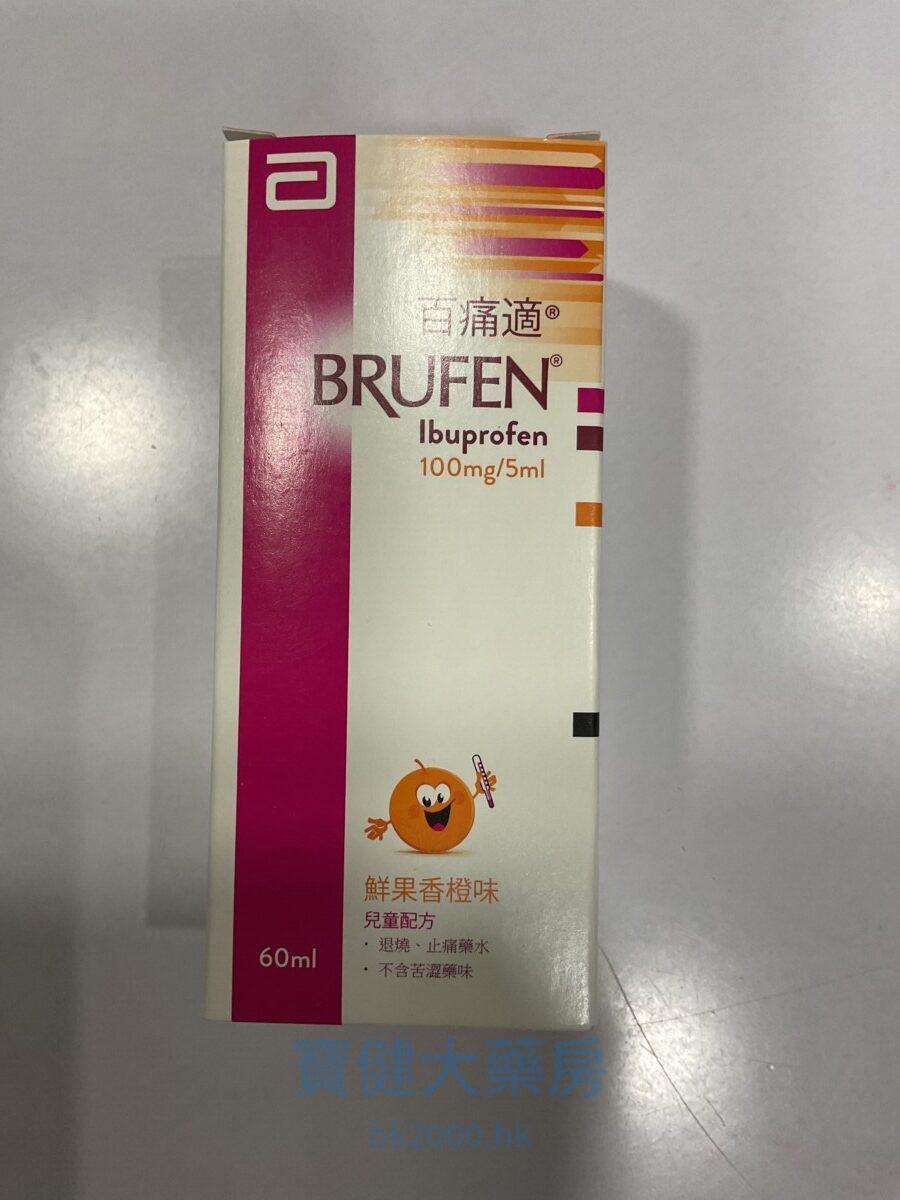 百痛適®
BRUFEN®
Ibuprofen
100mg/5ml
鮮果香橙味
兒童配方
・退燒、止痛藥水
・不含苦澀藥味
60ml
寶健大藥房
bk2000.hk